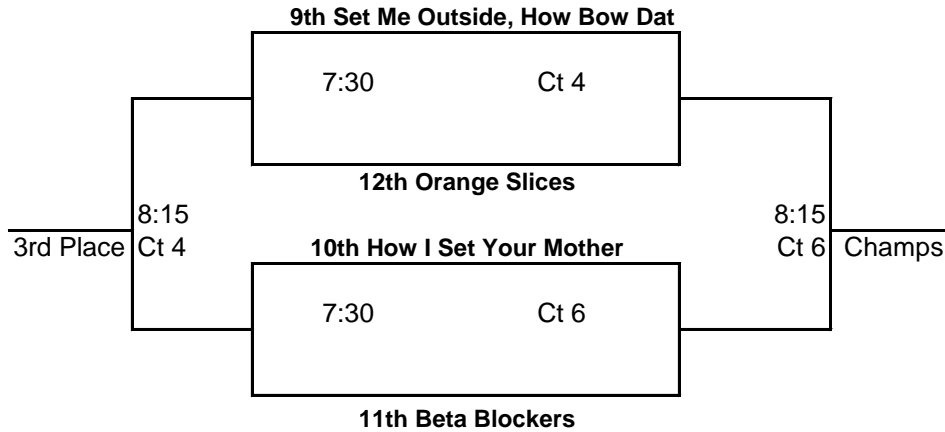 9th Set Me Outside, How Bow Dat
7:30 Ct 4
12th Orange Slices
8:15 8:15
3rd Place Ct 4 10th How I Set Your Mother Ct 6 Champs
7:30 Ct 6
11th Beta Blockers